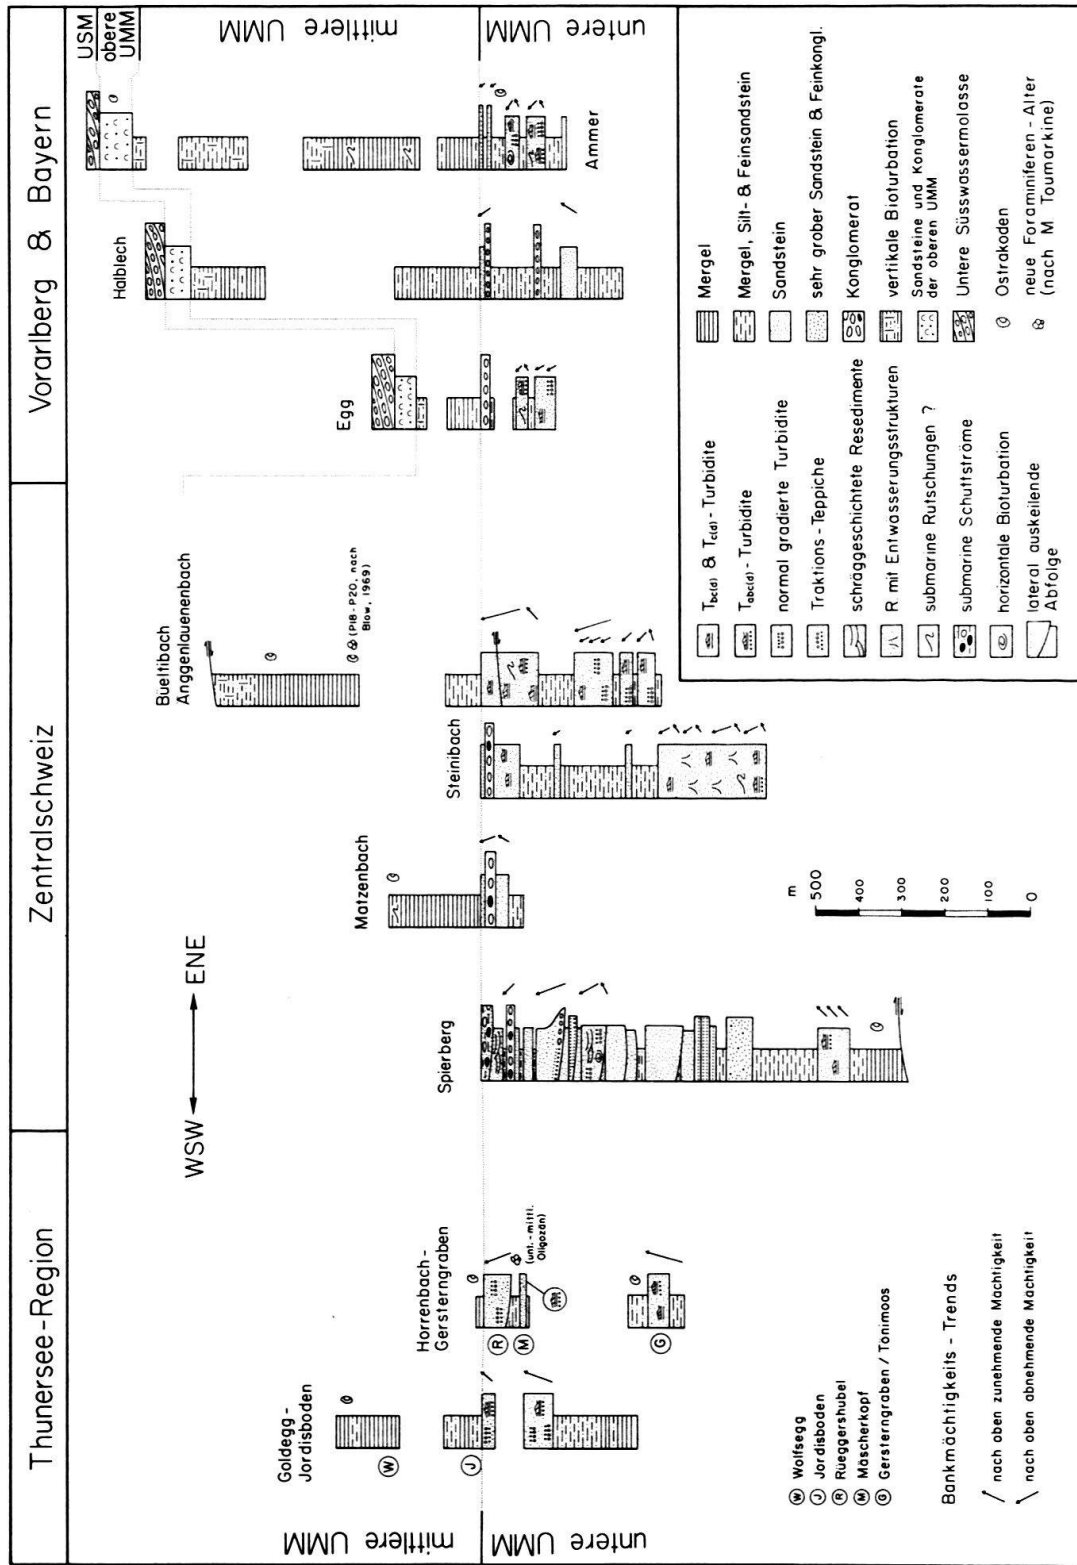 Thunersee-Region
Zentralschweiz
Vorarlberg & Bayern
USM
obere
UMM
mittlere UMM
untere UMM
mittlere UMM
untere UMM
WSW
ENE
Goldegg-
Jordisboden
W
J
Horrenbach-
Gersterngraben
R
M
G
(unt.-mittl.
Oligozän)
Spierberg
Matzenbach
Steinibach
Bueltibach
Anggenlauenenbach
(P18-P20, nach
Blow, 1969)
Egg
Halblech
Ammer
m
500
400
300
200
100
0
W Wolfsegg
J Jordisboden
R Rüeggershubel
M Mäscherkopf
G Gersterngraben / Tönimoos
Bankmächtigkeits - Trends
nach oben zunehmende Mächtigkeit
nach oben abnehmende Mächtigkeit
Tbc(d) & Tc(d) - Turbidite
Tabc(d) - Turbidite
normal gradierte Turbidite
Traktions - Teppiche
schräggeschichtete Resedimente
R mit Entwässerungsstrukturen
submarine Rutschungen ?
submarine Schuttströme
horizontale Bioturbation
lateral auskeilende
Abfolge
Mergel
Mergel, Silt- & Feinsandstein
Sandstein
sehr grober Sandstein & Feinkongl.
Konglomerat
vertikale Bioturbation
Sandsteine und Konglomerate
der oberen UMM
Untere Süsswassermolasse
Ostrakoden
neue Foraminiferen - Alter
(nach M Toumarkine)